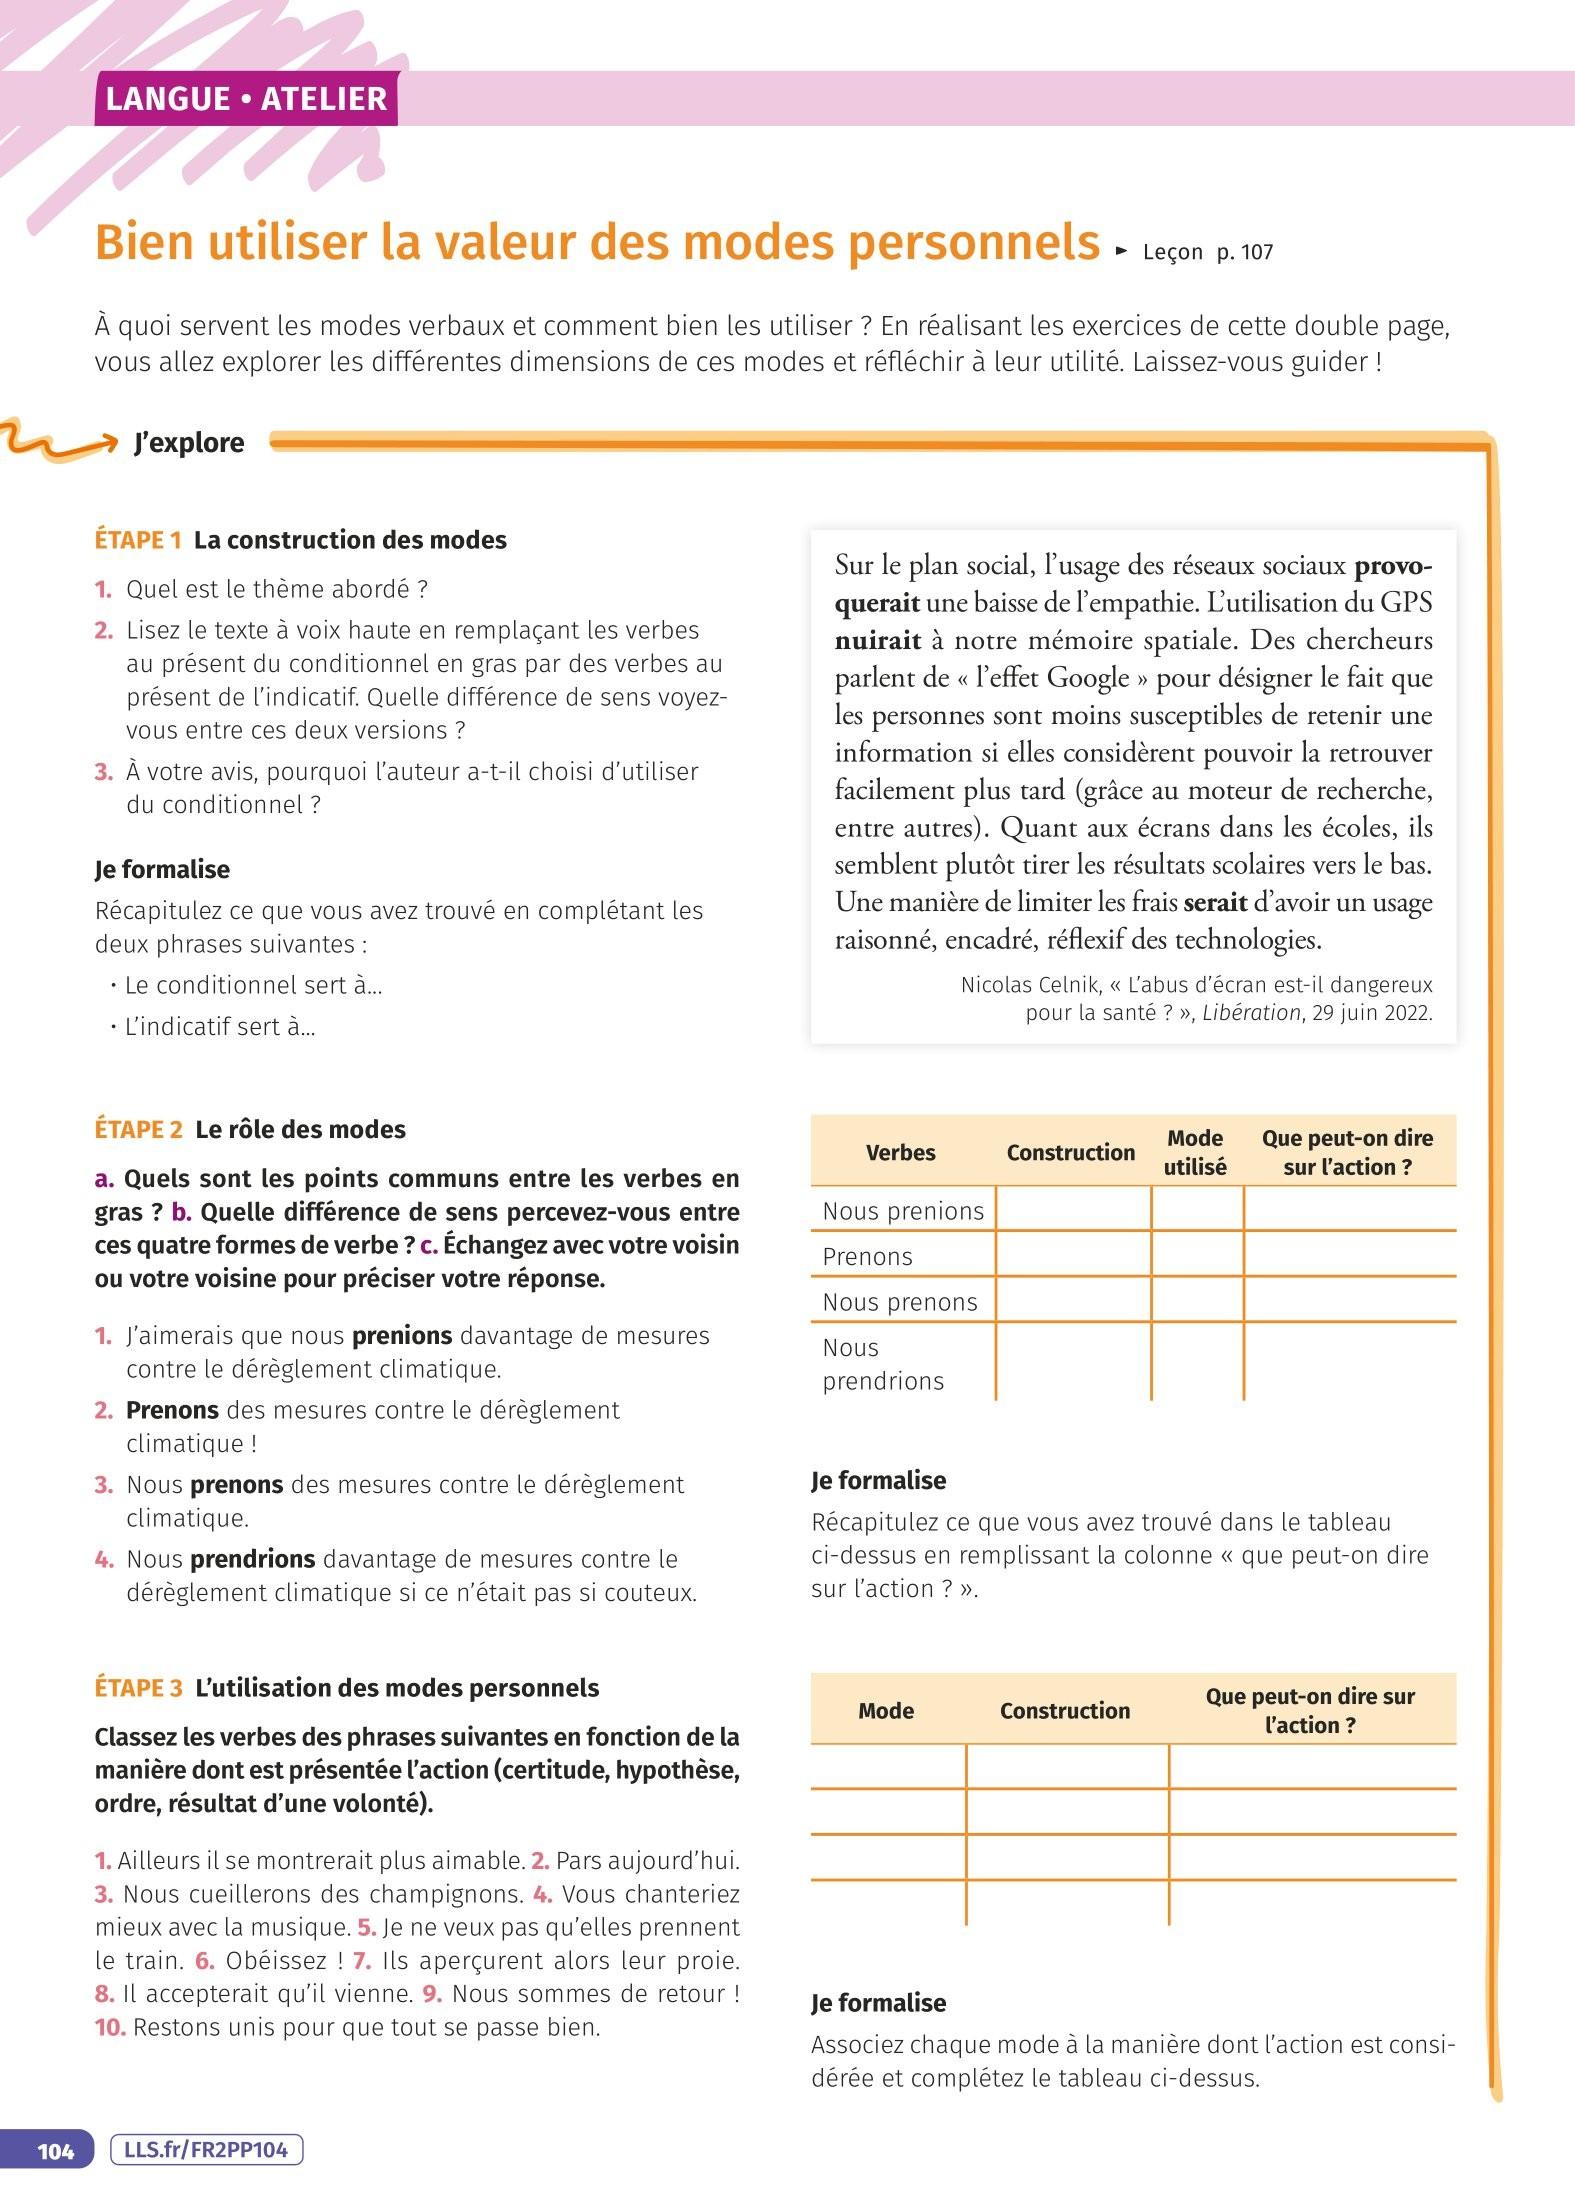 LANGUE • ATELIER
Bien utiliser la valeur des modes personnels ► Leçon p. 107
À quoi servent les modes verbaux et comment bien les utiliser ? En réalisant les exercices de cette double page,
vous allez explorer les différentes dimensions de ces modes et réfléchir à leur utilité. Laissez-vous guider !
J’explore
ÉTAPE 1 La construction des modes
1. Quel est le thème abordé ?
2. Lisez le texte à voix haute en remplaçant les verbes
au présent du conditionnel en gras par des verbes au
présent de l’indicatif. Quelle différence de sens voyez-
vous entre ces deux versions ?
3. À votre avis, pourquoi l’auteur a-t-il choisi d’utiliser
du conditionnel ?
Je formalise
Récapitulez ce que vous avez trouvé en complétant les
deux phrases suivantes :
• Le conditionnel sert à...
• L’indicatif sert à...
Sur le plan social, l’usage des réseaux sociaux provo-
querait une baisse de l’empathie. L’utilisation du GPS
nuirait à notre mémoire spatiale. Des chercheurs
parlent de « l’effet Google » pour désigner le fait que
les personnes sont moins susceptibles de retenir une
information si elles considèrent pouvoir la retrouver
facilement plus tard (grâce au moteur de recherche,
entre autres). Quant aux écrans dans les écoles, ils
semblent plutôt tirer les résultats scolaires vers le bas.
Une manière de limiter les frais serait d’avoir un usage
raisonné, encadré, réflexif des technologies.
Nicolas Celnik, « L’abus d’écran est-il dangereux
pour la santé ? », Libération, 29 juin 2022.
ÉTAPE 2 Le rôle des modes
a. Quels sont les points communs entre les verbes en
gras ? b. Quelle différence de sens percevez-vous entre
ces quatre formes de verbe ? c. Échangez avec votre voisin
ou votre voisine pour préciser votre réponse.
1. J’aimerais que nous prenions davantage de mesures
contre le dérèglement climatique.
2. Prenons des mesures contre le dérèglement
climatique !
3. Nous prenons des mesures contre le dérèglement
climatique.
4. Nous prendrions davantage de mesures contre le
dérèglement climatique si ce n’était pas si couteux.
Verbes Construction Mode utilisé Que peut-on dire sur l’action ?
Nous prenions
Prenons
Nous prenons
Nous
prendrions
Je formalise
Récapitulez ce que vous avez trouvé dans le tableau
ci-dessus en remplissant la colonne « que peut-on dire
sur l’action ? ».
ÉTAPE 3 L’utilisation des modes personnels
Classez les verbes des phrases suivantes en fonction de la
manière dont est présentée l’action (certitude, hypothèse,
ordre, résultat d’une volonté).
1. Ailleurs il se montrerait plus aimable. 2. Pars aujourd’hui.
3. Nous cueillerons des champignons. 4. Vous chanteriez
mieux avec la musique. 5. Je ne veux pas qu’elles prennent
le train. 6. Obéissez ! 7. Ils aperçurent alors leur proie.
8. Il accepterait qu’il vienne. 9. Nous sommes de retour !
10. Restons unis pour que tout se passe bien.
Mode Construction Que peut-on dire sur l’action ?
Je formalise
Associez chaque mode à la manière dont l’action est consi-
dérée et complétez le tableau ci-dessus.
104 LLS.fr/FR2PP104